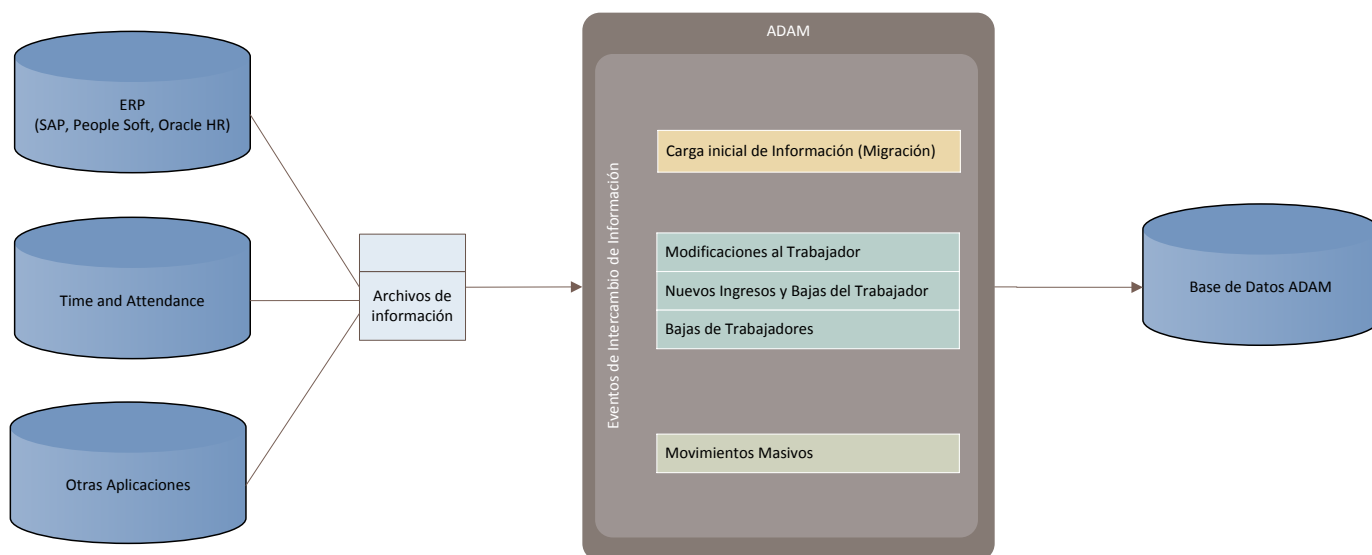 ADAM
ERP
(SAP, People Soft, Oracle HR)
Time and Attendance
Otras Aplicaciones
Archivos de
información
Eventos de Intercambio de Información
Carga inicial de Información (Migración)
Modificaciones al Trabajador
Nuevos Ingresos y Bajas del Trabajador
Bajas de Trabajadores
Movimientos Masivos
Base de Datos ADAM